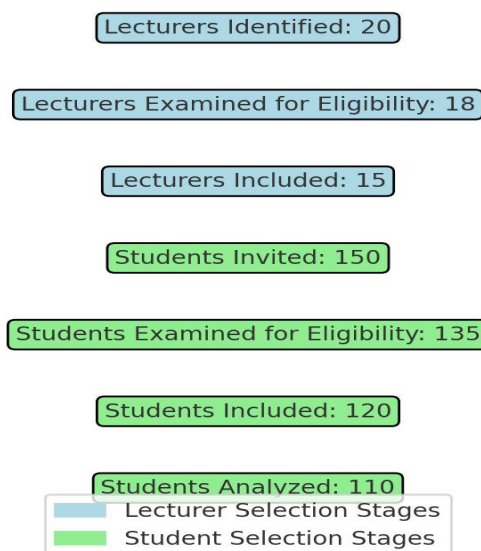 Lecturers Identified: 20
Lecturers Examined for Eligibility: 18
Lecturers Included: 15
Students Invited: 150
Students Examined for Eligibility: 135
Students Included: 120
Students Analyzed: 110
Lecturer Selection Stages
Student Selection Stages